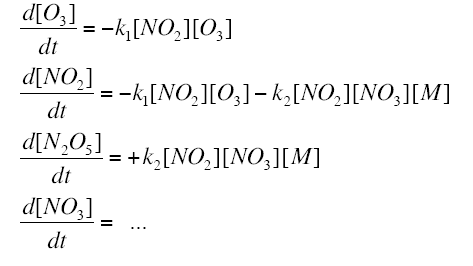 d[O₃]/dt = −k₁[NO₂][O₃]
d[NO₂]/dt = −k₁[NO₂][O₃] − k₂[NO₂][NO₃][M]
d[N₂O₅]/dt = +k₂[NO₂][NO₃][M]
d[NO₃]/dt = ...